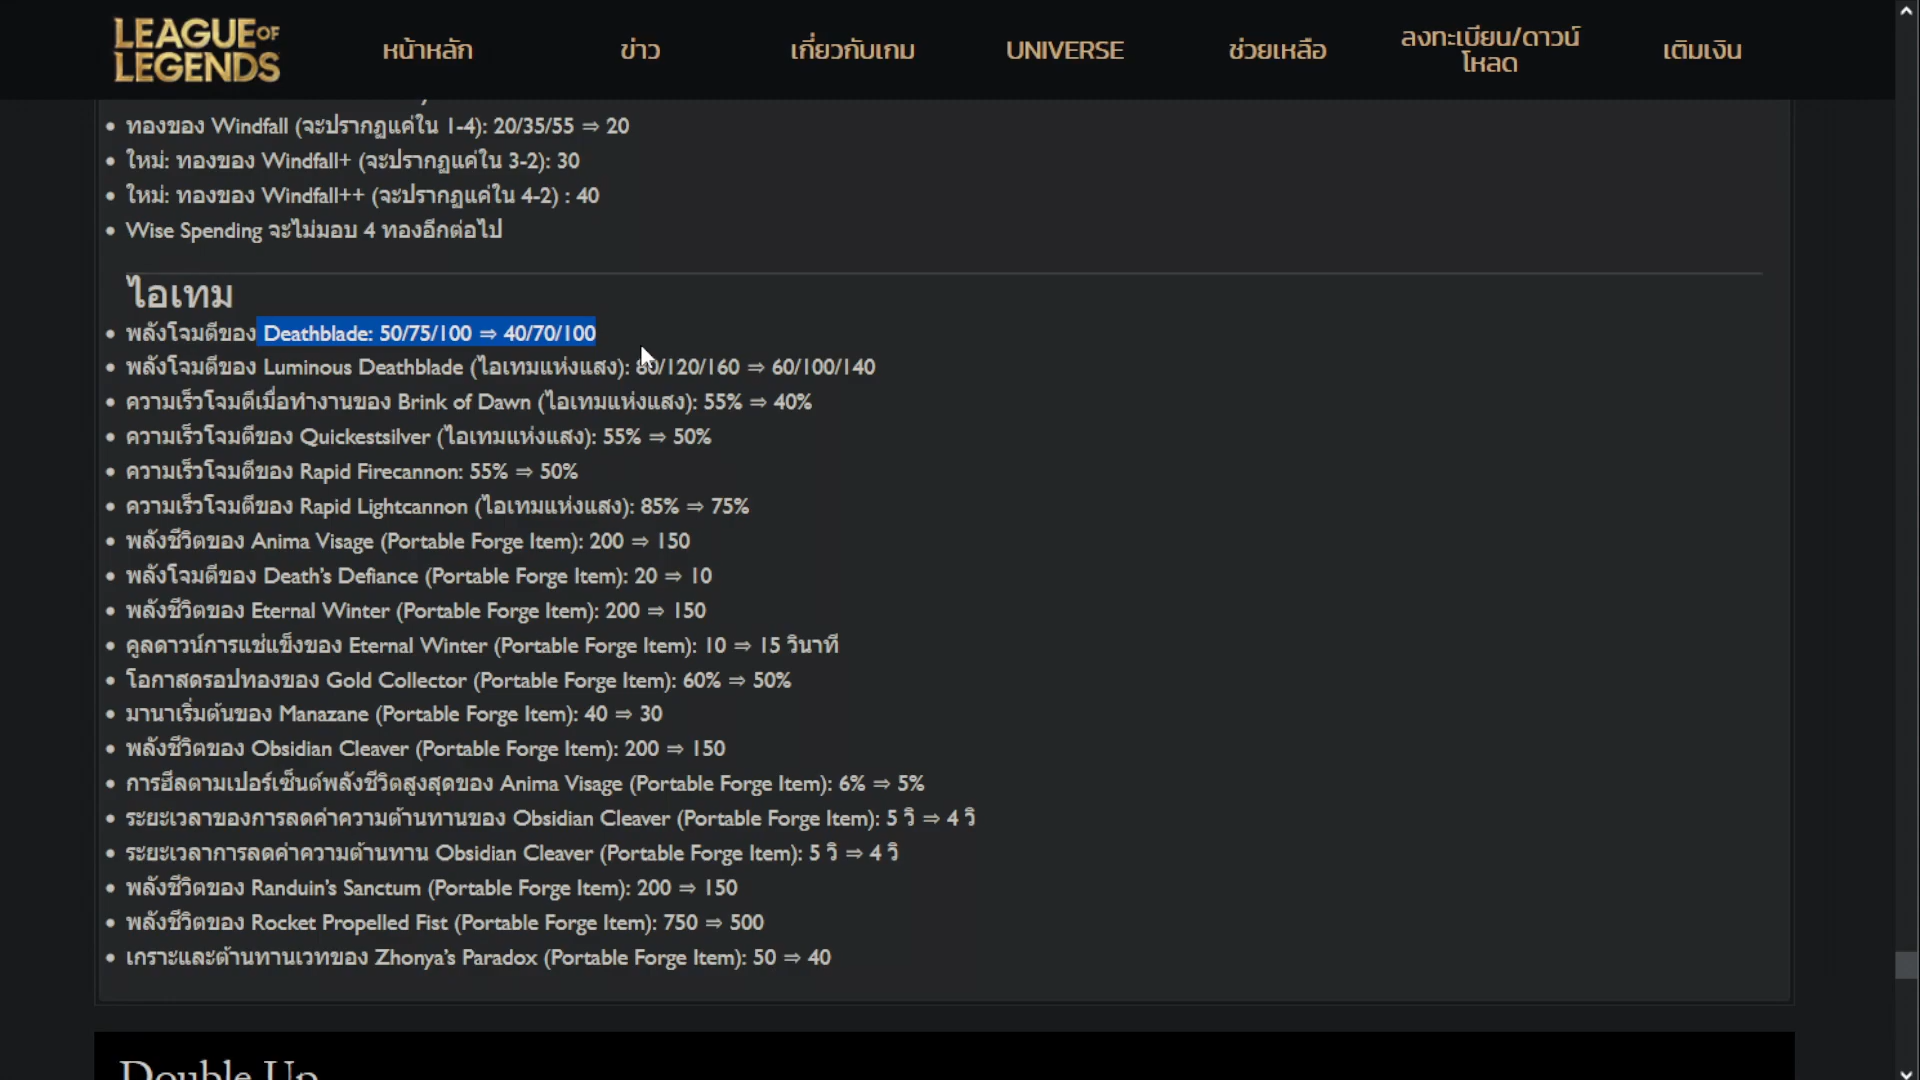 LEAGUE OF
LEGENDS
หน้าหลัก
ข่าว
เกี่ยวกับเกม
UNIVERSE
ช่วยเหลือ
ลงทะเบียน/ดาวน์
โหลด
เติมเงิน
ทองของ Windfall (จะปรากฏแค่ใน 1-4): 20/35/55 ⇒ 20
ใหม่: ทองของ Windfall+ (จะปรากฏแค่ใน 3-2): 30
ใหม่: ทองของ Windfall++ (จะปรากฏแค่ใน 4-2) : 40
Wise Spending จะไม่มอบ 4 ทองอีกต่อไป
ไอเทม
พลังโจมตีของ Deathblade: 50/75/100 ⇒ 40/70/100
พลังโจมตีของ Luminous Deathblade (ไอเทมแห่งแสง): 80/120/160 ⇒ 60/100/140
ความเร็วโจมตีเมื่อทำงานของ Brink of Dawn (ไอเทมแห่งแสง): 55% ⇒ 40%
ความเร็วโจมตีของ Quickestsilver (ไอเทมแห่งแสง): 55% ⇒ 50%
ความเร็วโจมตีของ Rapid Firecannon: 55% ⇒ 50%
ความเร็วโจมตีของ Rapid Lightcannon (ไอเทมแห่งแสง): 85% ⇒ 75%
พลังชีวิตของ Anima Visage (Portable Forge Item): 200 ⇒ 150
พลังโจมตีของ Death’s Defiance (Portable Forge Item): 20 ⇒ 10
พลังชีวิตของ Eternal Winter (Portable Forge Item): 200 ⇒ 150
คูลดาวน์การแช่แข็งของ Eternal Winter (Portable Forge Item): 10 ⇒ 15 วินาที
โอกาสดรอปทองของ Gold Collector (Portable Forge Item): 60% ⇒ 50%
มานาเริ่มต้นของ Manazane (Portable Forge Item): 40 ⇒ 30
พลังชีวิตของ Obsidian Cleaver (Portable Forge Item): 200 ⇒ 150
การฮีลตามเปอร์เซ็นต์พลังชีวิตสูงสุดของ Anima Visage (Portable Forge Item): 6% ⇒ 5%
ระยะเวลาของการลดค่าความต้านทานของ Obsidian Cleaver (Portable Forge Item): 5 วิ ⇒ 4 วิ
ระยะเวลาการลดค่าความต้านทาน Obsidian Cleaver (Portable Forge Item): 5 วิ ⇒ 4 วิ
พลังชีวิตของ Randuin’s Sanctum (Portable Forge Item): 200 ⇒ 150
พลังชีวิตของ Rocket Propelled Fist (Portable Forge Item): 750 ⇒ 500
เกราะและต้านทานเวทของ Zhonya’s Paradox (Portable Forge Item): 50 ⇒ 40
Double Up